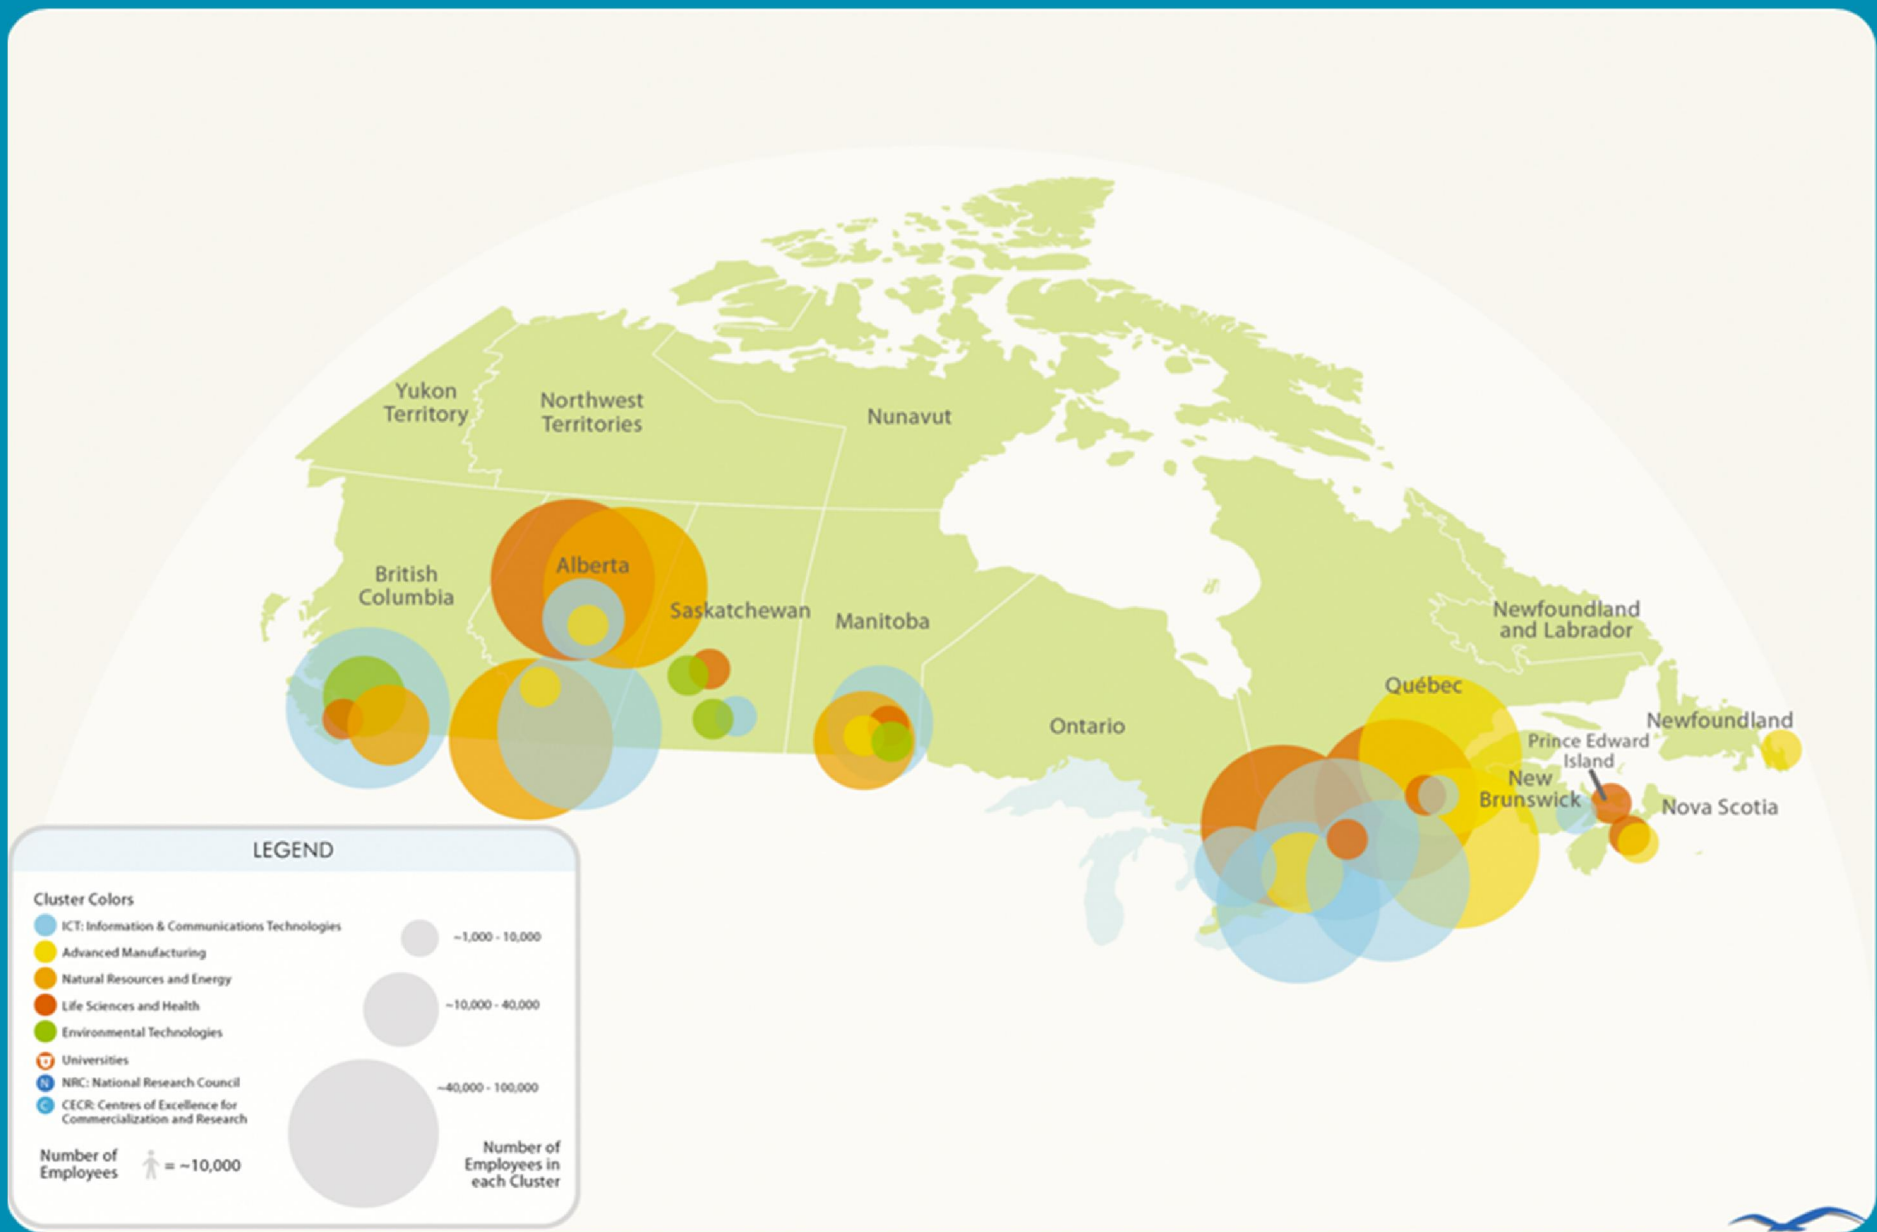 Yukon
Territory
Northwest
Territories
Nunavut
British
Columbia
Alberta
Saskatchewan
Manitoba
Ontario
Québec
Newfoundland
and Labrador
Newfoundland
Prince Edward
Island
New
Brunswick
Nova Scotia
LEGEND
Cluster Colors
ICT: Information & Communications Technologies
Advanced Manufacturing
Natural Resources and Energy
Life Sciences and Health
Environmental Technologies
Universities
N NRC: National Research Council
C CECR: Centres of Excellence for
Commercialization and Research
Number of
Employees
= ~10,000
~1,000 - 10,000
~10,000 - 40,000
~40,000 - 100,000
Number of
Employees in
each Cluster